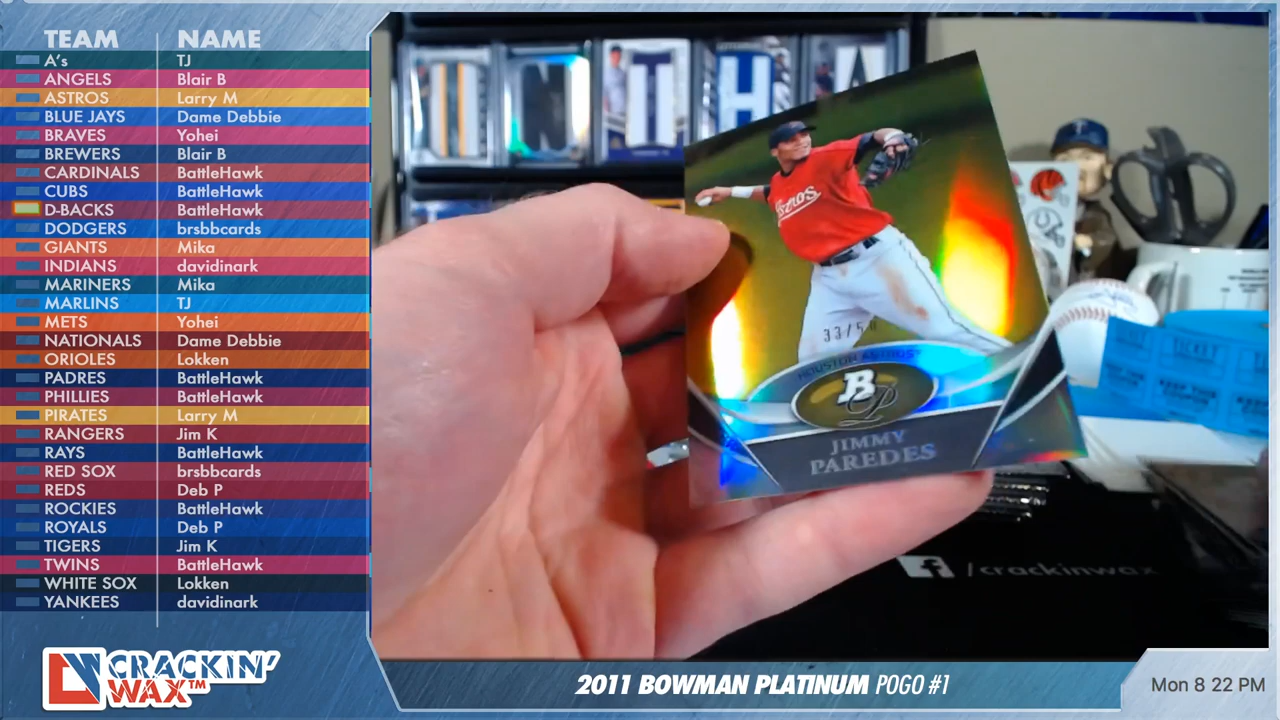 TEAM NAME
A's TJ
ANGELS Blair B
ASTROS Larry M
BLUE JAYS Dame Debbie
BRAVES Yohei
BREWERS Blair B
CARDINALS BattleHawk
CUBS BattleHawk
D-BACKS BattleHawk
DODGERS brsbbcards
GIANTS Mika
INDIANS davidinark
MARINERS Mika
MARLINS TJ
METS Yohei
NATIONALS Dame Debbie
ORIOLES Lokken
PADRES BattleHawk
PHILLIES BattleHawk
PIRATES Larry M
RANGERS Jim K
RAYS BattleHawk
RED SOX brsbbcards
REDS Deb P
ROCKIES BattleHawk
ROYALS Deb P
TIGERS Jim K
TWINS BattleHawk
WHITE SOX Lokken
YANKEES davidinark
CRACKIN'
WAX™
N T H A
T
Astros
33/50
HOUSTON ASTROS
BP
JIMMY
PAREDES
TICKET
/crackinwax
2011 BOWMAN PLATINUM POGO #1
Mon 8 22 PM